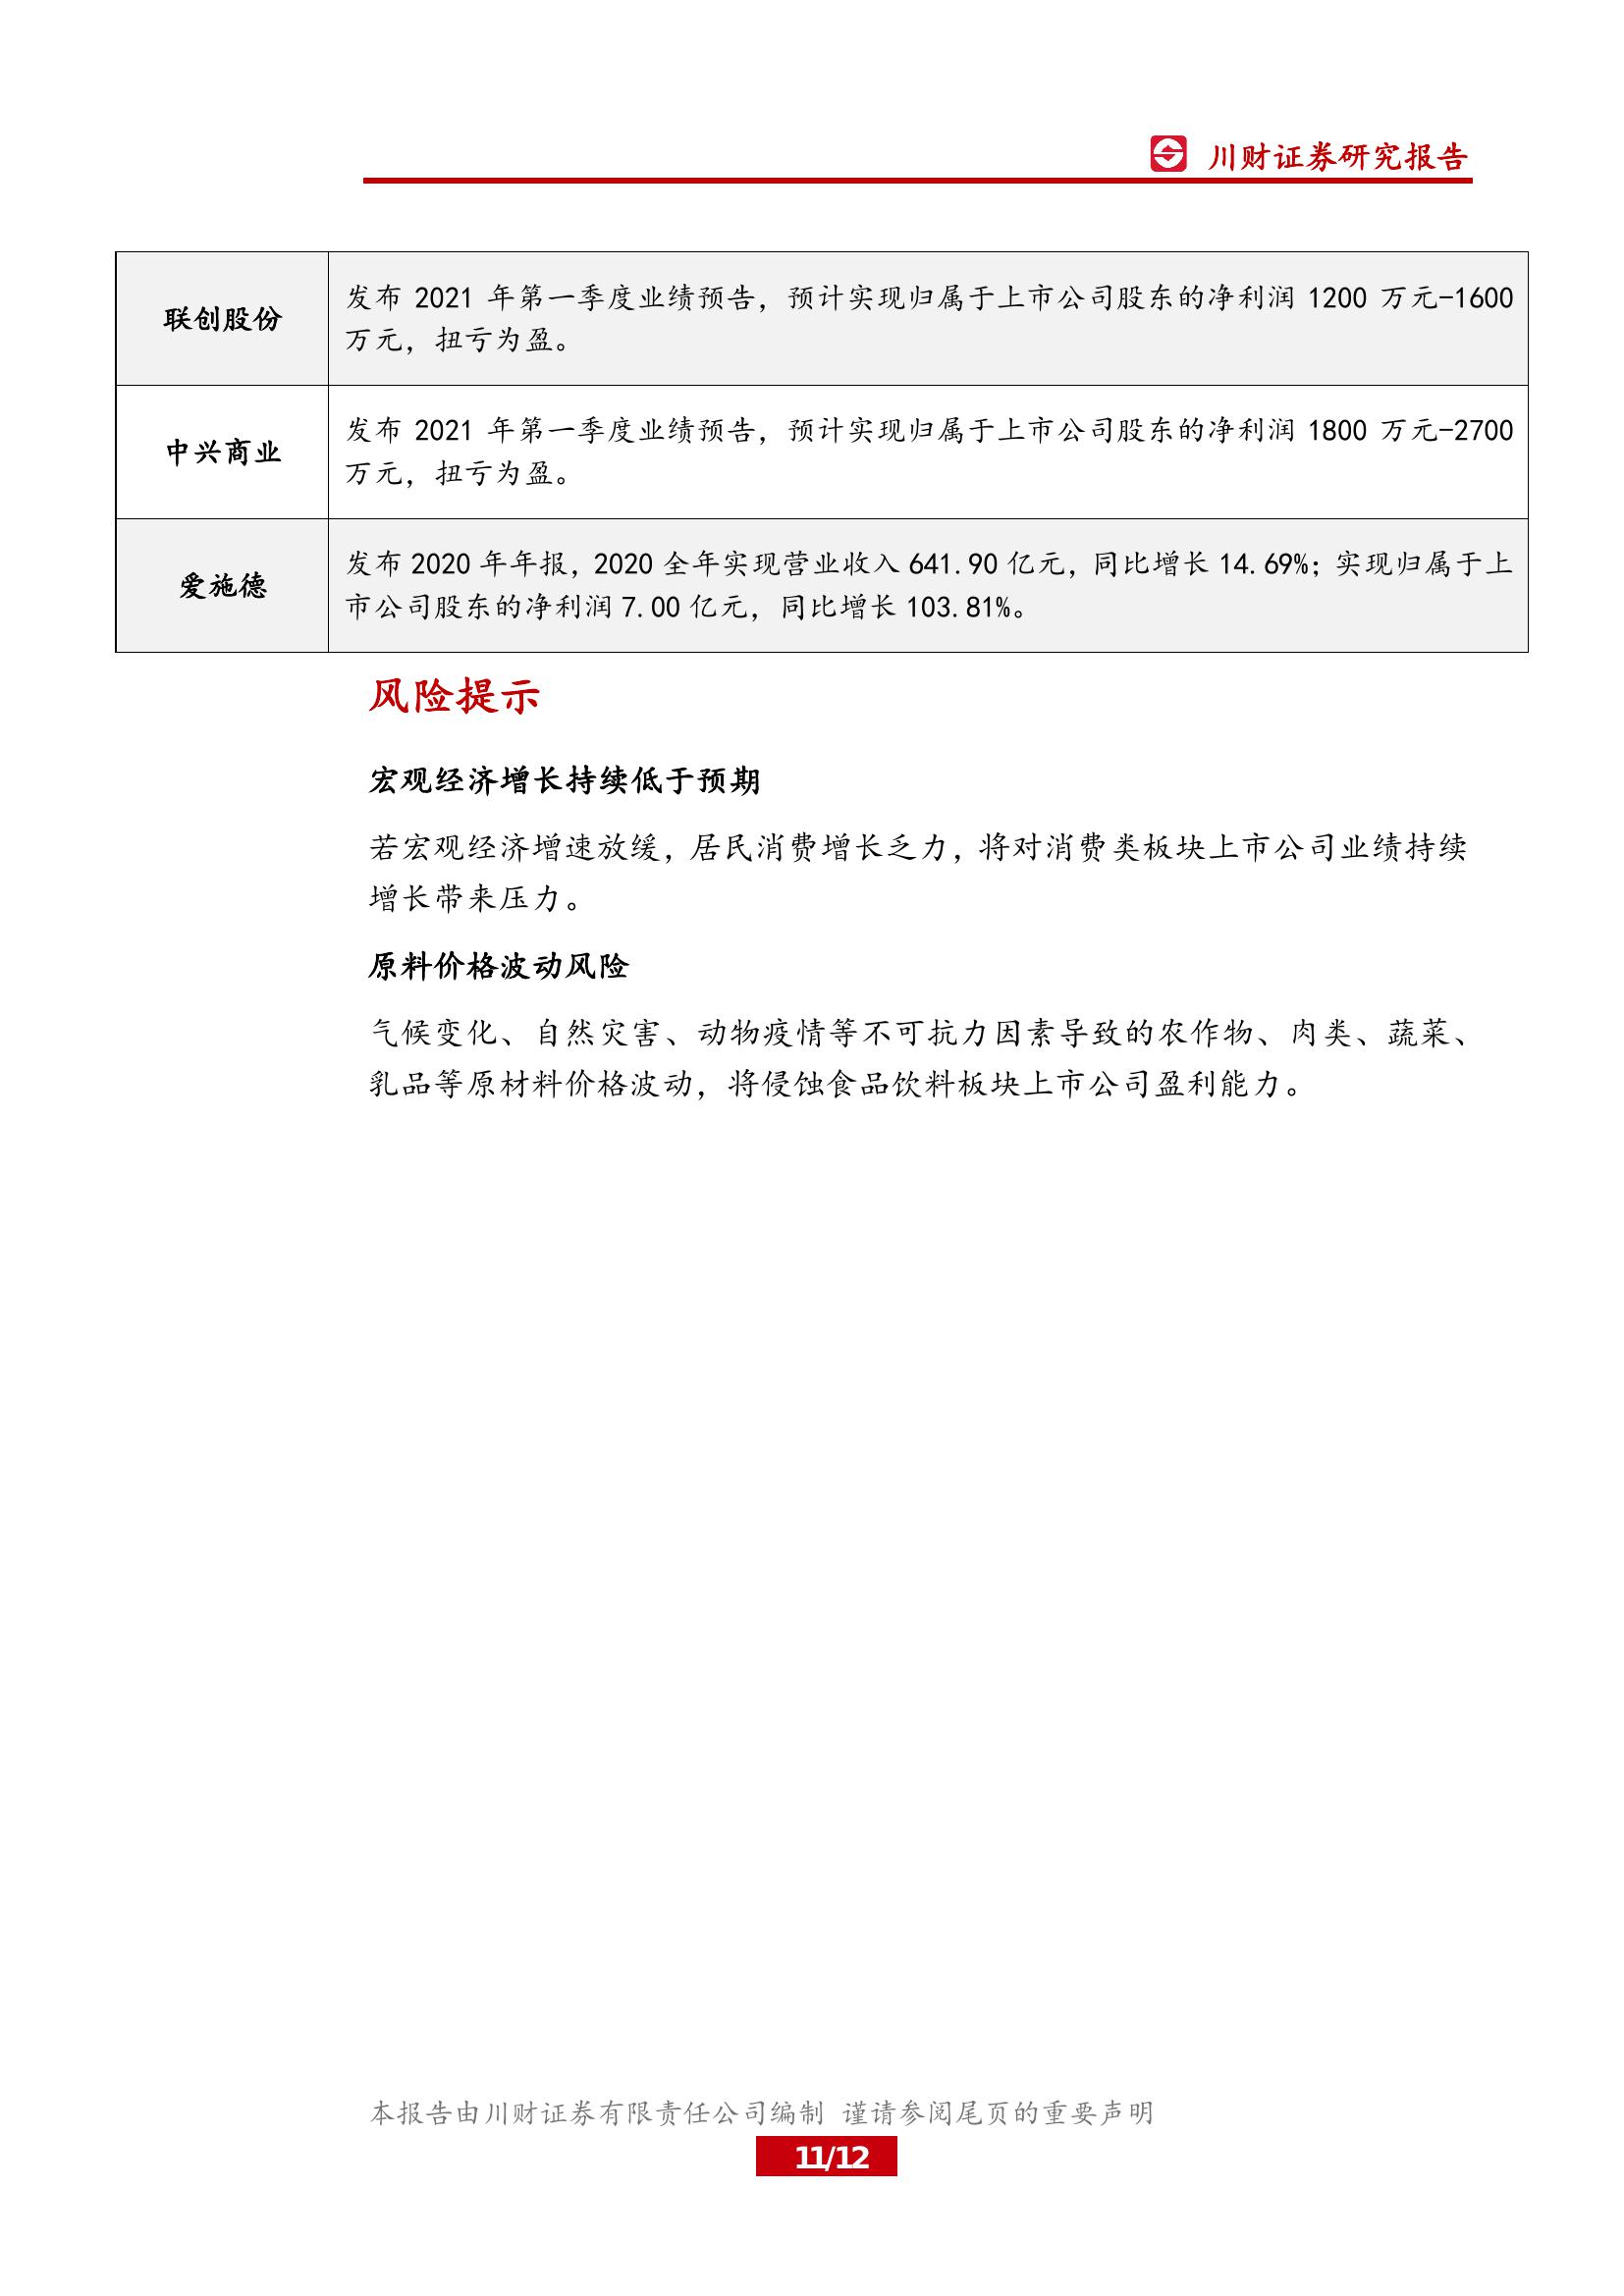 川财证券研究报告
联创股份
发布 2021 年第一季度业绩预告，预计实现归属于上市公司股东的净利润 1200 万元-1600
万元，扭亏为盈。
中兴商业
发布 2021 年第一季度业绩预告，预计实现归属于上市公司股东的净利润 1800 万元-2700
万元，扭亏为盈。
爱施德
发布 2020 年年报，2020 全年实现营业收入 641.90 亿元，同比增长 14.69%；实现归属于上
市公司股东的净利润 7.00 亿元，同比增长 103.81%。
风险提示
宏观经济增长持续低于预期
若宏观经济增速放缓，居民消费增长乏力，将对消费类板块上市公司业绩持续
增长带来压力。
原料价格波动风险
气候变化、自然灾害、动物疫情等不可抗力因素导致的农作物、肉类、蔬菜、
乳品等原材料价格波动，将侵蚀食品饮料板块上市公司盈利能力。
本报告由川财证券有限责任公司编制 谨请参阅尾页的重要声明
11/12